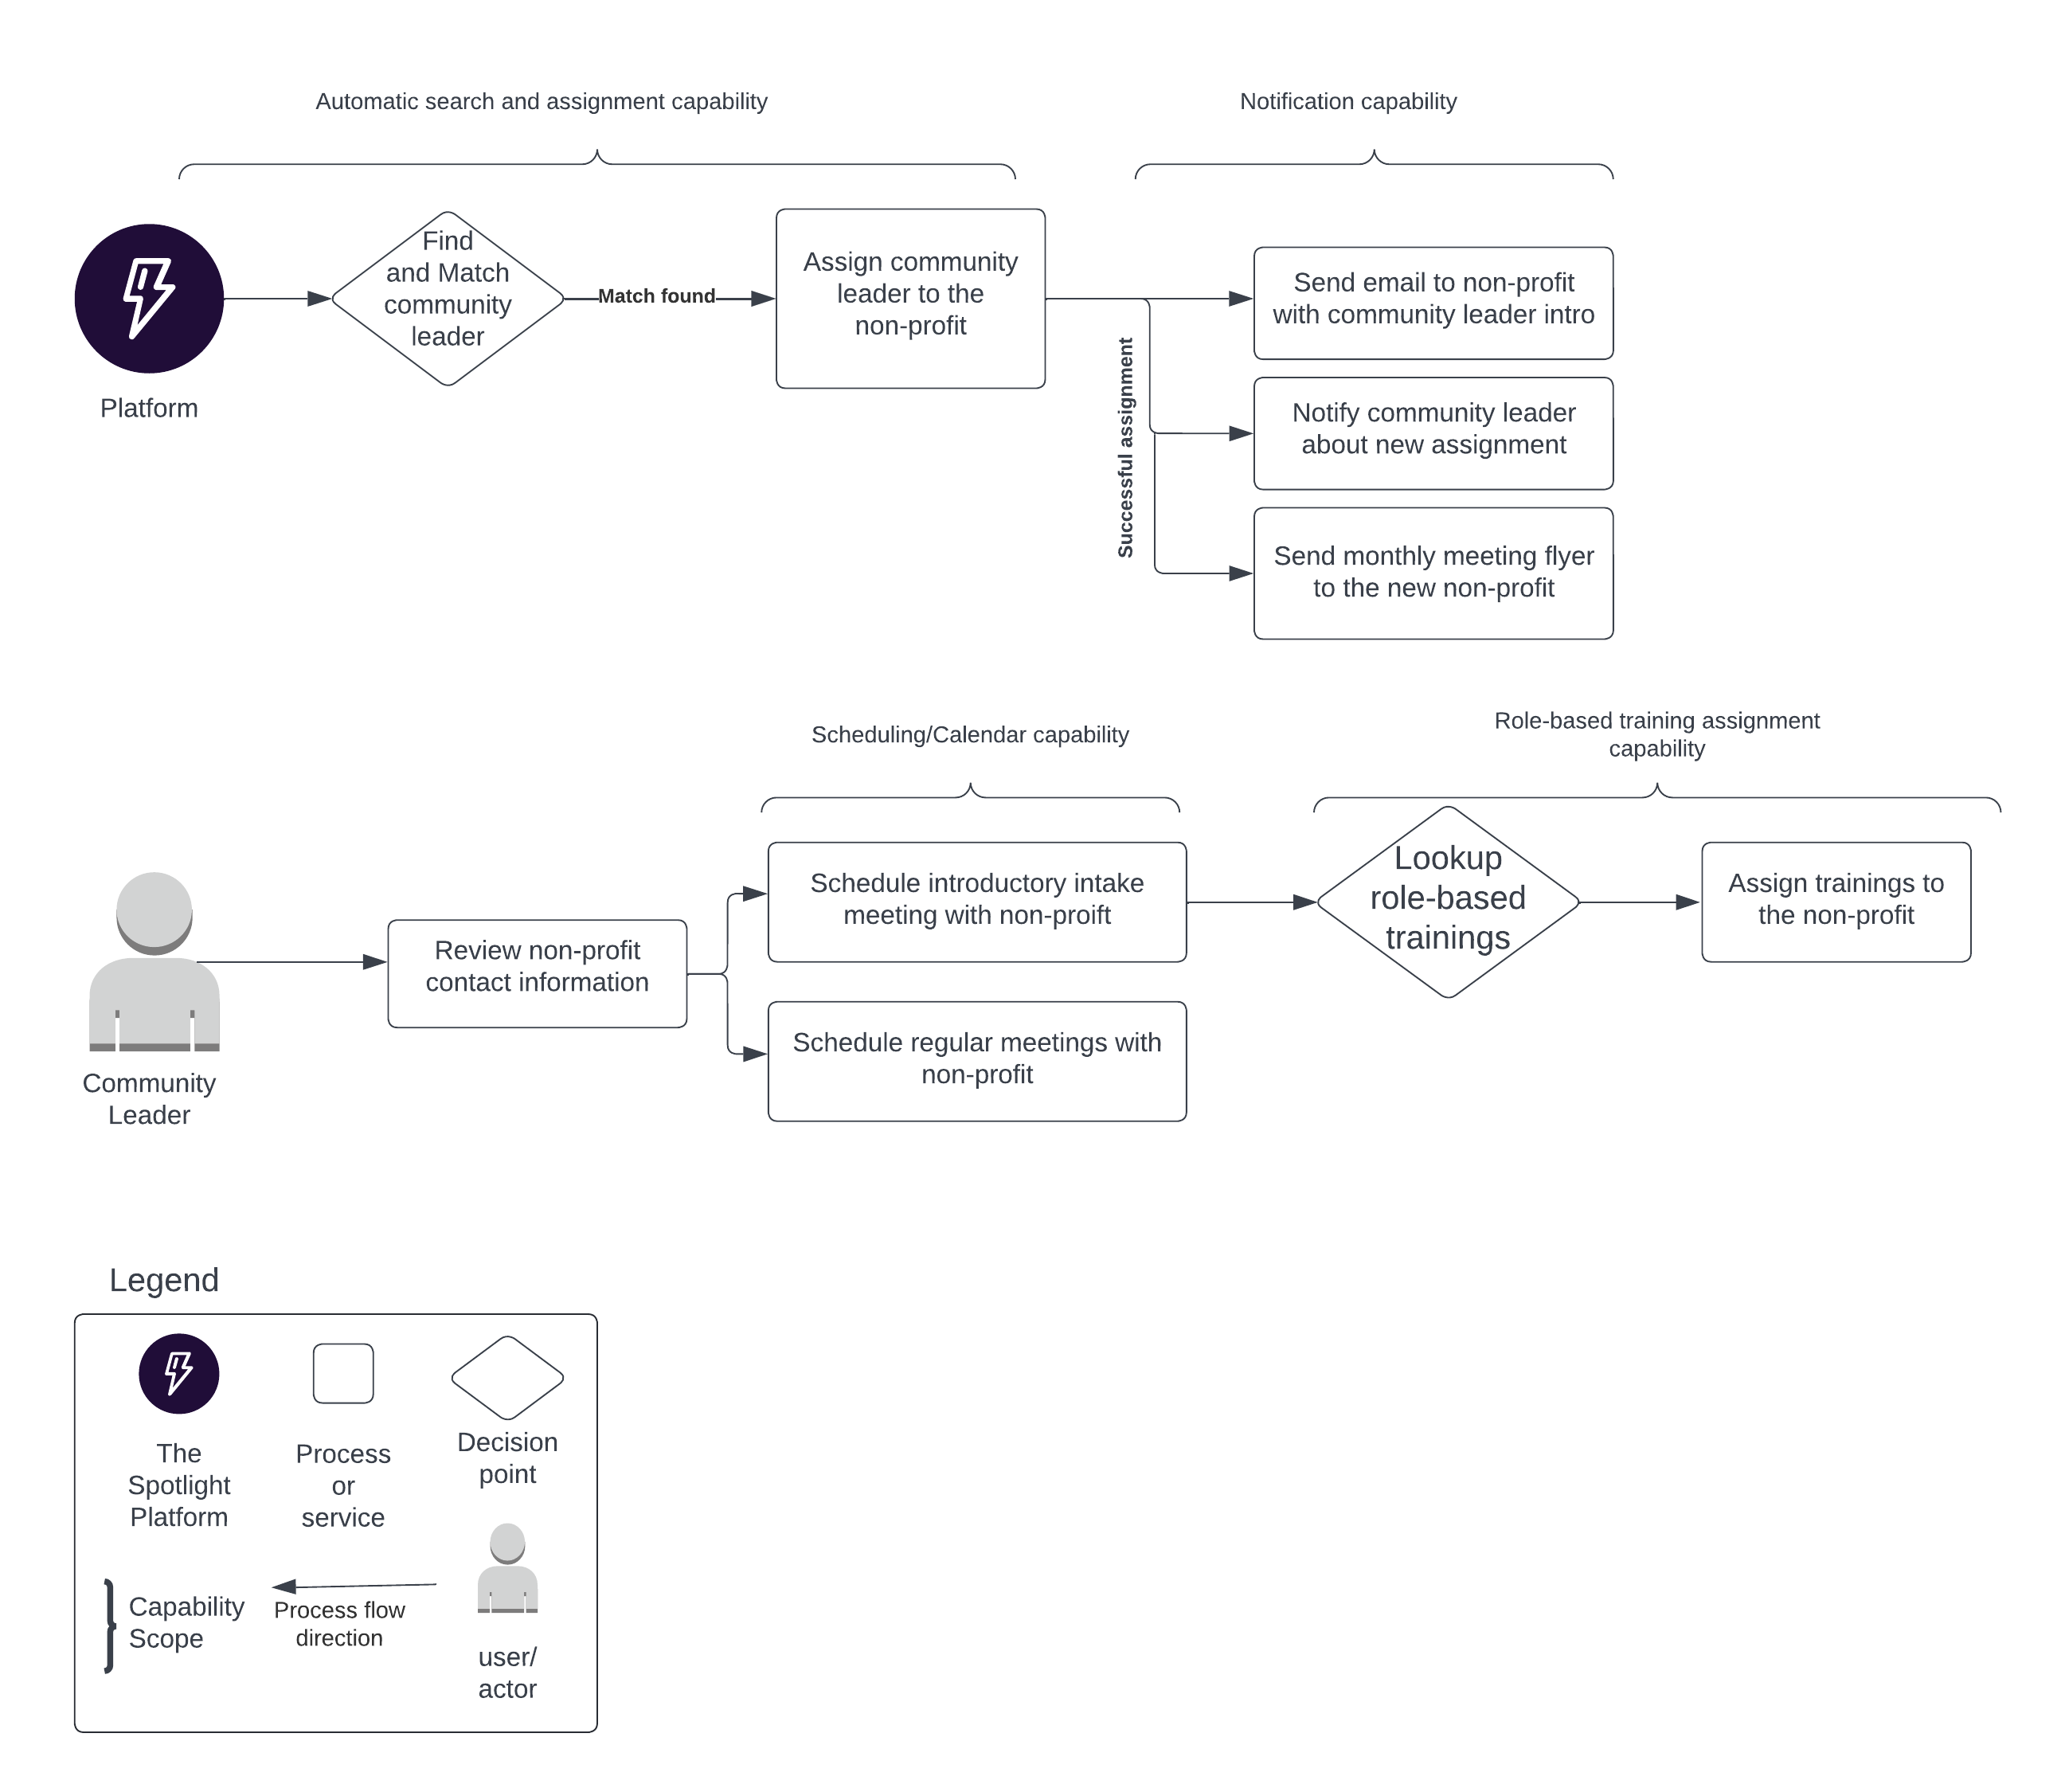 Automatic search and assignment capability
Notification capability
Find
and Match
community
leader
Match found
Assign community
leader to the
non-profit
Send email to non-profit
with community leader intro
Platform
Successful assignment
Notify community leader
about new assignment
Send monthly meeting flyer
to the new non-profit
Scheduling/Calendar capability
Role-based training assignment
capability
Review non-profit
contact information
Schedule introductory intake
meeting with non-proift
Lookup
role-based
trainings
Assign trainings to
the non-profit
Schedule regular meetings with
non-profit
Community
Leader
Legend
The
Spotlight
Platform
Process
or
service
Decision
point
Capability
Scope
Process flow
direction
user/
actor